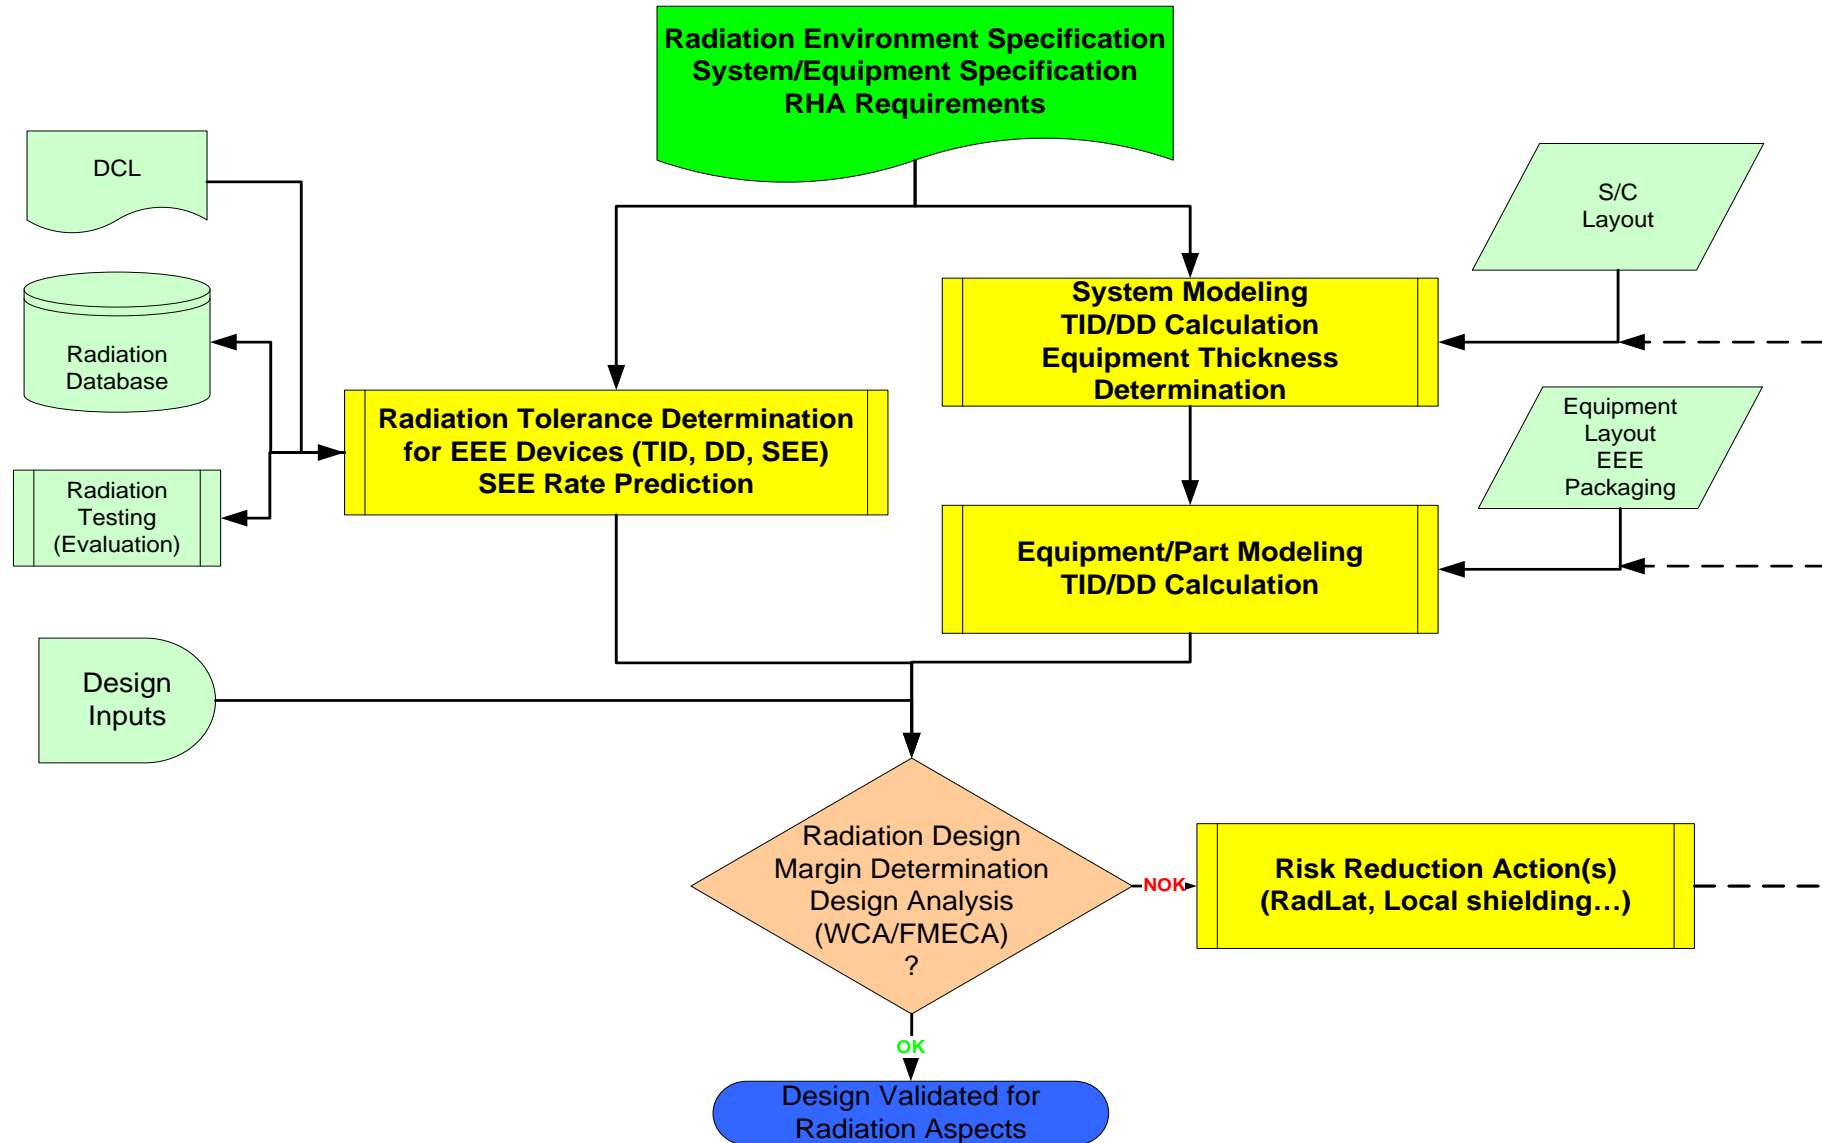 Radiation Environment Specification
System/Equipment Specification
RHA Requirements
DCL
S/C
Layout
Radiation
Database
System Modeling
TID/DD Calculation
Equipment Thickness
Determination
Radiation Tolerance Determination
for EEE Devices (TID, DD, SEE)
SEE Rate Prediction
Equipment
Layout
EEE
Packaging
Radiation
Testing
(Evaluation)
Equipment/Part Modeling
TID/DD Calculation
Design
Inputs
Radiation Design
Margin Determination
Design Analysis
(WCA/FMECA)
?
NOK
Risk Reduction Action(s)
(RadLat, Local shielding…)
OK
Design Validated for
Radiation Aspects